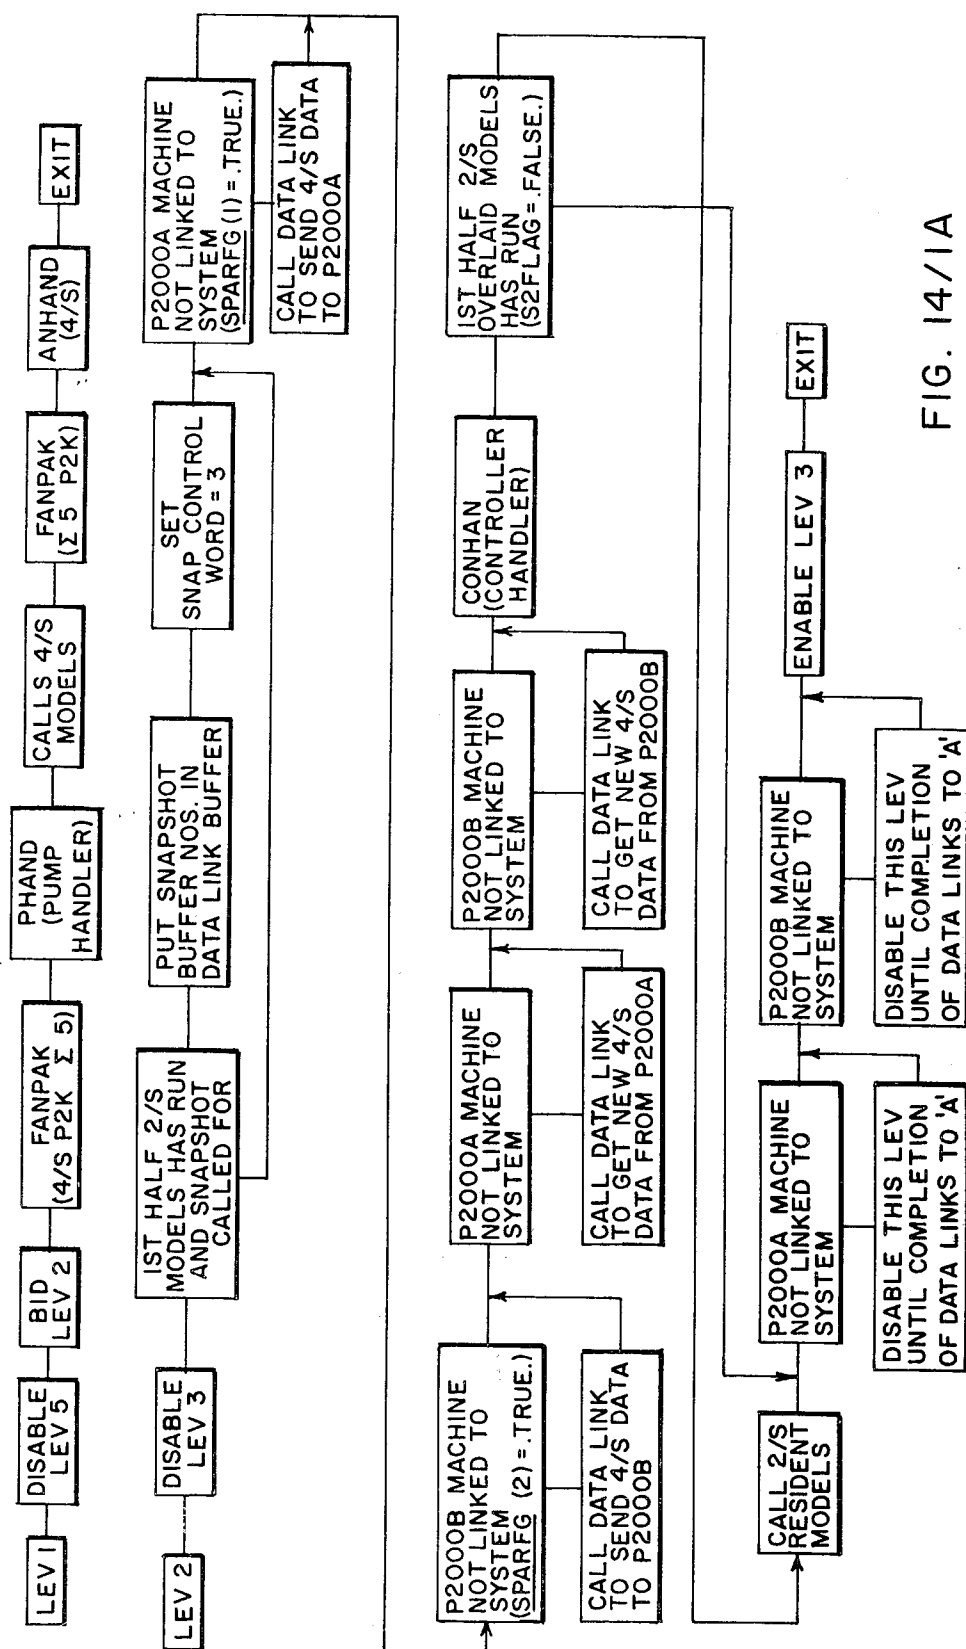 LEV 1
DISABLE
LEV 5
BID
LEV 2
FANPAK
(4/S P2K Σ 5)
PHAND
(PUMP
HANDLER)
CALLS 4/S
MODELS
FANPAK
(Σ 5 P2K)
ANHAND
(4/S)
EXIT
LEV 2
DISABLE
LEV 3
1ST HALF 2/S
MODELS HAS RUN
AND SNAPSHOT
CALLED FOR
PUT SNAPSHOT
BUFFER NOS. IN
DATA LINK BUFFER
SET
SNAP CONTROL
WORD = 3
P2000A MACHINE
NOT LINKED TO
SYSTEM
(SPARFG (1) = .TRUE.)
CALL DATA LINK
TO SEND 4/S DATA
TO P2000A
P2000B MACHINE
NOT LINKED TO
SYSTEM
(SPARFG (2) = .TRUE.)
CALL DATA LINK
TO SEND 4/S DATA
TO P2000B
P2000A MACHINE
NOT LINKED TO
SYSTEM
CALL DATA LINK
TO GET NEW 4/S
DATA FROM P2000A
P2000B MACHINE
NOT LINKED TO
SYSTEM
CALL DATA LINK
TO GET NEW 4/S
DATA FROM P2000B
CONHAN
(CONTROLLER
HANDLER)
1ST HALF 2/S
OVERLAID MODELS
HAS RUN
(S2FLAG = .FALSE.)
CALL 2/S
RESIDENT
MODELS
P2000A MACHINE
NOT LINKED TO
SYSTEM
DISABLE THIS LEV
UNTIL COMPLETION
OF DATA LINKS TO 'A'
P2000B MACHINE
NOT LINKED TO
SYSTEM
DISABLE THIS LEV
UNTIL COMPLETION
OF DATA LINKS TO 'A'
ENABLE LEV 3
EXIT
FIG. 14/1A